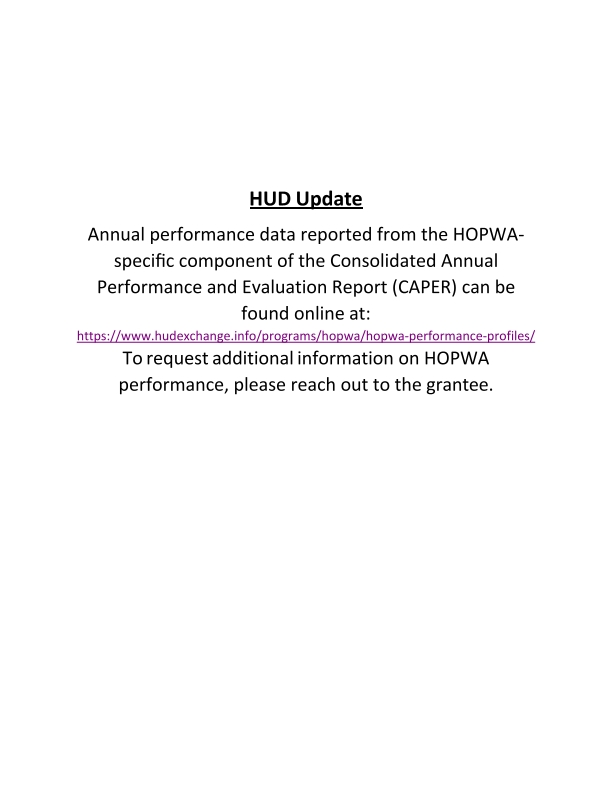 HUD Update
Annual performance data reported from the HOPWA-
specific component of the Consolidated Annual
Performance and Evaluation Report (CAPER) can be
found online at:
https://www.hudexchange.info/programs/hopwa/hopwa-performance-profiles/
To request additional information on HOPWA
performance, please reach out to the grantee.